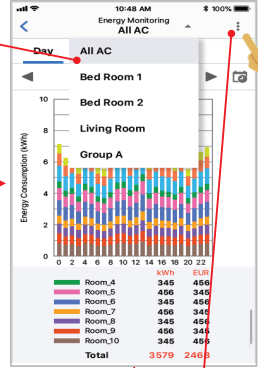 10:48 AM 100%
Energy Monitoring
All AC
Day All AC
Bed Room 1
Bed Room 2
Living Room
Group A
Energy Consumption (kWh)
10
8
6
4
2
0
0 2 4 6 8 10 12 14 16 18 20 22
kWh EUR
Room_4 345 456
Room_5 456 345
Room_6 345 456
Room_7 456 345
Room_8 345 456
Room_9 456 345
Room_10 345 456
Total 3579 2468